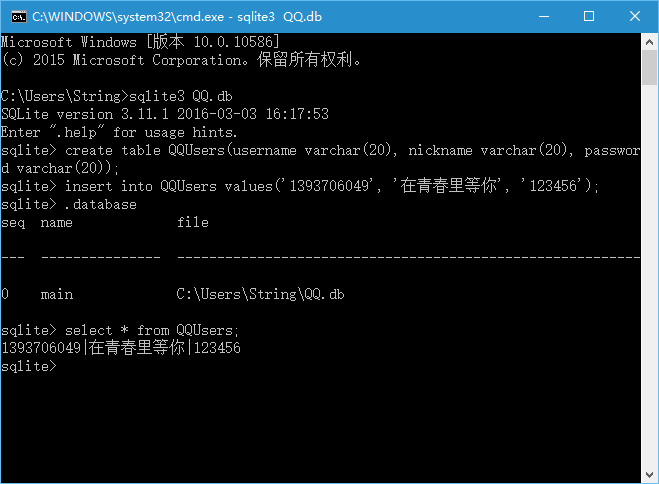 C:\WINDOWS\system32\cmd.exe - sqlite3  QQ.db
Microsoft Windows [版本 10.0.10586]
(c) 2015 Microsoft Corporation。保留所有权利。
C:\Users\String>sqlite3 QQ.db
SQLite version 3.11.1 2016-03-03 16:17:53
Enter ".help" for usage hints.
sqlite> create table QQUsers(username varchar(20), nickname varchar(20), passwor
d varchar(20));
sqlite> insert into QQUsers values('1393706049', '在青春里等你', '123456');
sqlite> .database
seq  name             file
---  ---------------  ----------------------------------------------------------
0    main             C:\Users\String\QQ.db
sqlite> select * from QQUsers;
1393706049|在青春里等你|123456
sqlite>